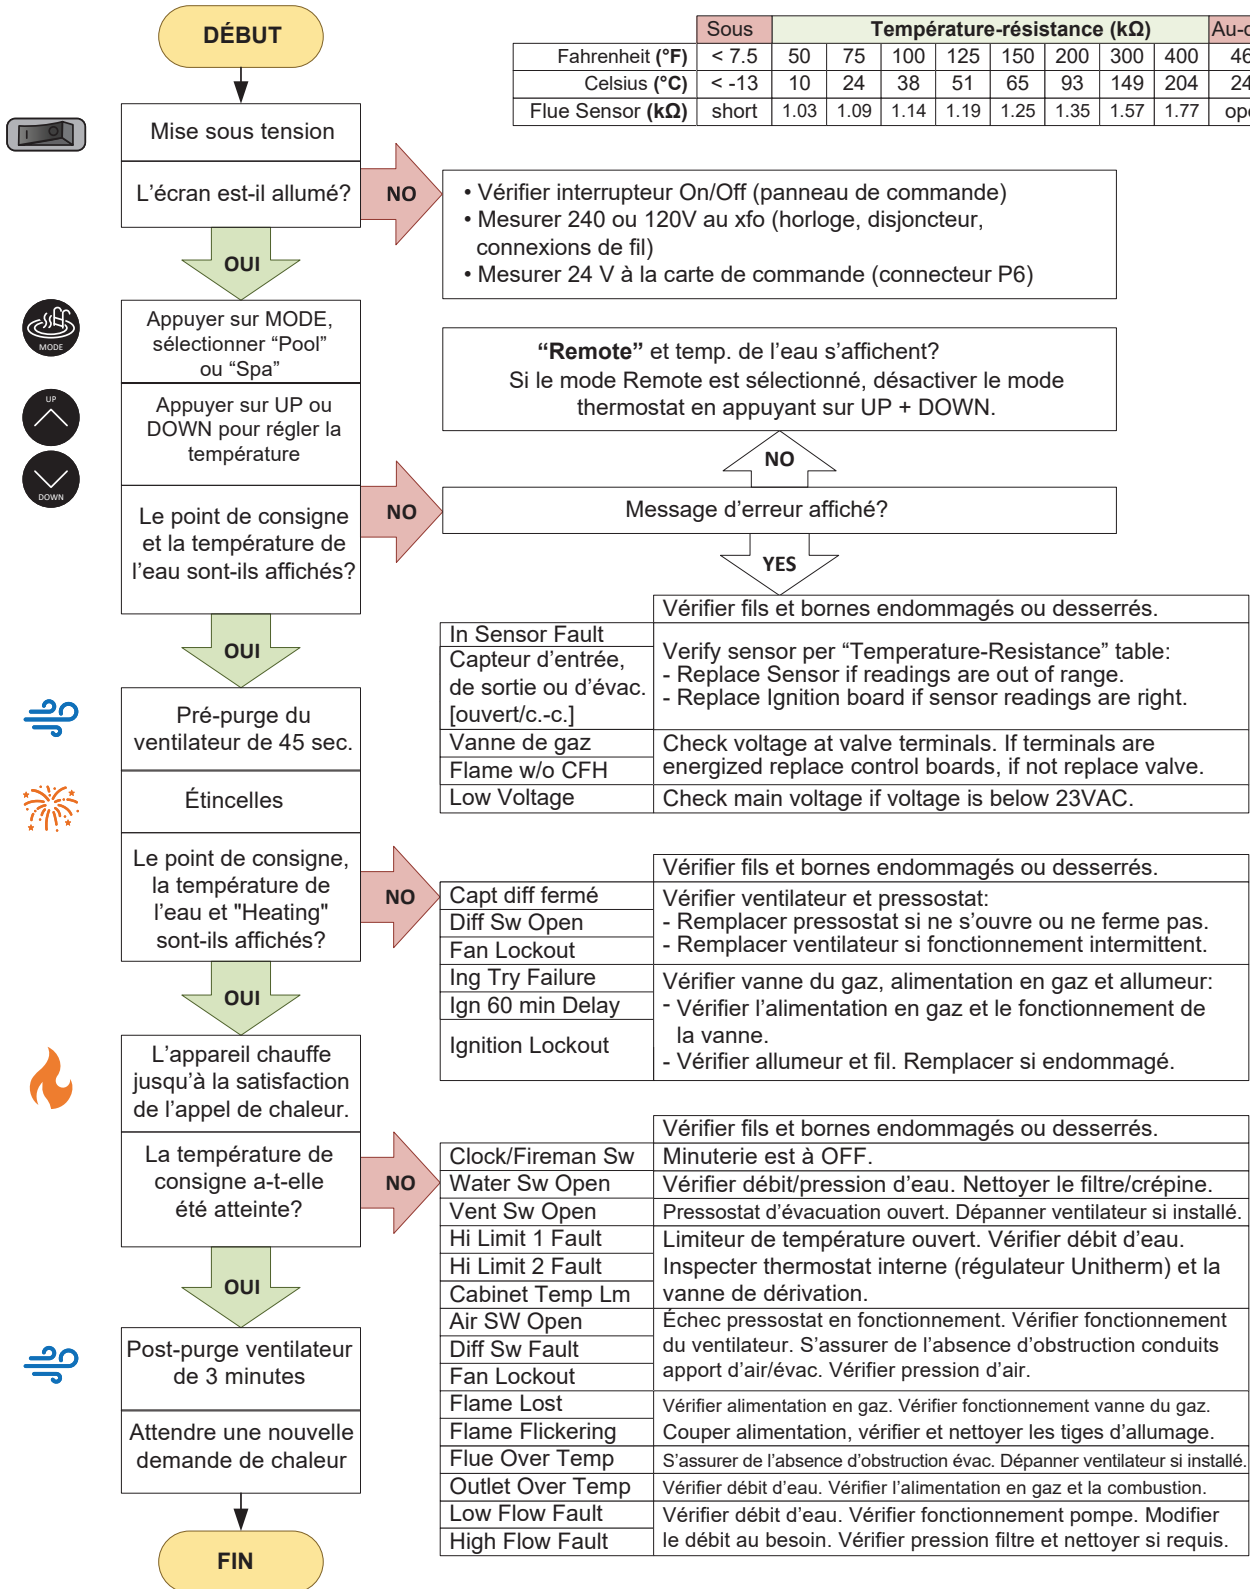 DÉBUT
Sous Température-résistance (kΩ)
Fahrenheit (°F) < 7.5 50 75 100 125 150 200 300 400
Celsius (°C) < -13 10 24 38 51 65 93 149 204
Flue Sensor (kΩ) short 1.03 1.09 1.14 1.19 1.25 1.35 1.57 1.77
Mise sous tension
L'écran est-il allumé?
NO
• Vérifier interrupteur On/Off (panneau de commande)
• Mesurer 240 ou 120V au xfo (horloge, disjoncteur,
connexions de fil)
• Mesurer 24 V à la carte de commande (connecteur P6)
OUI
MODE
Appuyer sur MODE,
sélectionner “Pool”
ou “Spa”
UP
DOWN
Appuyer sur UP ou
DOWN pour régler la
température
“Remote” et temp. de l’eau s’affichent?
Si le mode Remote est sélectionné, désactiver le mode
thermostat en appuyant sur UP + DOWN.
NO
Le point de consigne
et la température de
l’eau sont-ils affichés?
NO
Message d’erreur affiché?
YES
Vérifier fils et bornes endommagés ou desserrés.
In Sensor Fault
Capteur d’entrée,
de sortie ou d’évac.
[ouvert/c.-c.]
Verify sensor per “Temperature-Resistance” table:
- Replace Sensor if readings are out of range.
- Replace Ignition board if sensor readings are right.
Vanne de gaz
Flame w/o CFH
Check voltage at valve terminals. If terminals are
energized replace control boards, if not replace valve.
Low Voltage
Check main voltage if voltage is below 23VAC.
OUI
Pré-purge du
ventilateur de 45 sec.
Étincelles
Le point de consigne,
la température de
l’eau et "Heating"
sont-ils affichés?
NO
Vérifier fils et bornes endommagés ou desserrés.
Capt diff fermé
Diff Sw Open
Fan Lockout
Vérifier ventilateur et pressostat:
- Remplacer pressostat si ne s’ouvre ou ne ferme pas.
- Remplacer ventilateur si fonctionnement intermittent.
Ing Try Failure
Ign 60 min Delay
Ignition Lockout
Vérifier vanne du gaz, alimentation en gaz et allumeur:
- Vérifier l’alimentation en gaz et le fonctionnement de
la vanne.
- Vérifier allumeur et fil. Remplacer si endommagé.
OUI
L’appareil chauffe
jusqu’à la satisfaction
de l’appel de chaleur.
La température de
consigne a-t-elle
été atteinte?
NO
Vérifier fils et bornes endommagés ou desserrés.
Clock/Fireman Sw
Minuterie est à OFF.
Water Sw Open
Vérifier débit/pression d’eau. Nettoyer le filtre/crépine.
Vent Sw Open
Pressostat d’évacuation ouvert. Dépanner ventilateur si installé.
Hi Limit 1 Fault
Hi Limit 2 Fault
Cabinet Temp Lm
Limiteur de température ouvert. Vérifier débit d’eau.
Inspecter thermostat interne (régulateur Unitherm) et la
vanne de dérivation.
Air SW Open
Diff Sw Fault
Fan Lockout
Échec pressostat en fonctionnement. Vérifier fonctionnement
du ventilateur. S’assurer de l’absence d’obstruction conduits
apport d’air/évac. Vérifier pression d’air.
Flame Lost
Flame Flickering
Vérifier alimentation en gaz. Vérifier fonctionnement vanne du gaz.
Couper alimentation, vérifier et nettoyer les tiges d’allumage.
Flue Over Temp
S’assurer de l’absence d’obstruction évac. Dépanner ventilateur si installé.
Outlet Over Temp
Vérifier débit d’eau. Vérifier l’alimentation en gaz et la combustion.
Low Flow Fault
High Flow Fault
Vérifier débit d’eau. Vérifier fonctionnement pompe. Modifier
le débit au besoin. Vérifier pression filtre et nettoyer si requis.
OUI
Post-purge ventilateur
de 3 minutes
Attendre une nouvelle
demande de chaleur
FIN